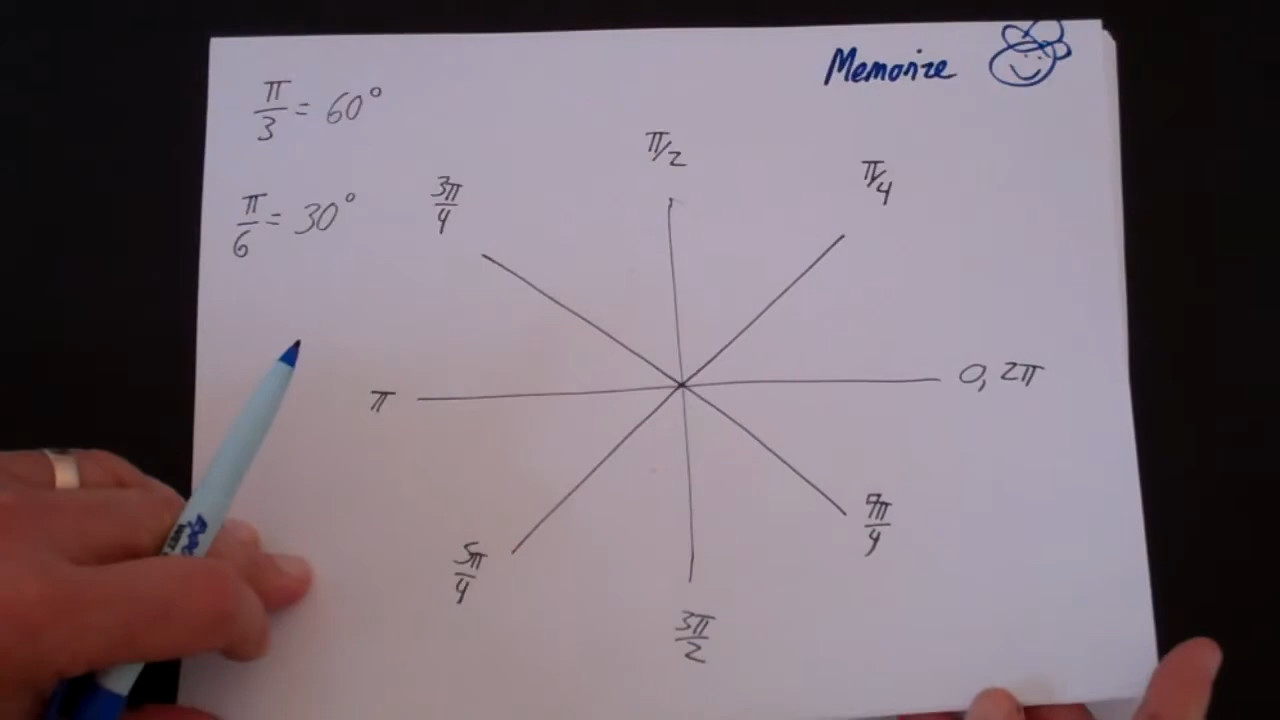 Memorize
π/3 = 60°
π/6 = 30°
π/2
π/4
3π/4
0, 2π
π
7π/4
5π/4
3π/2